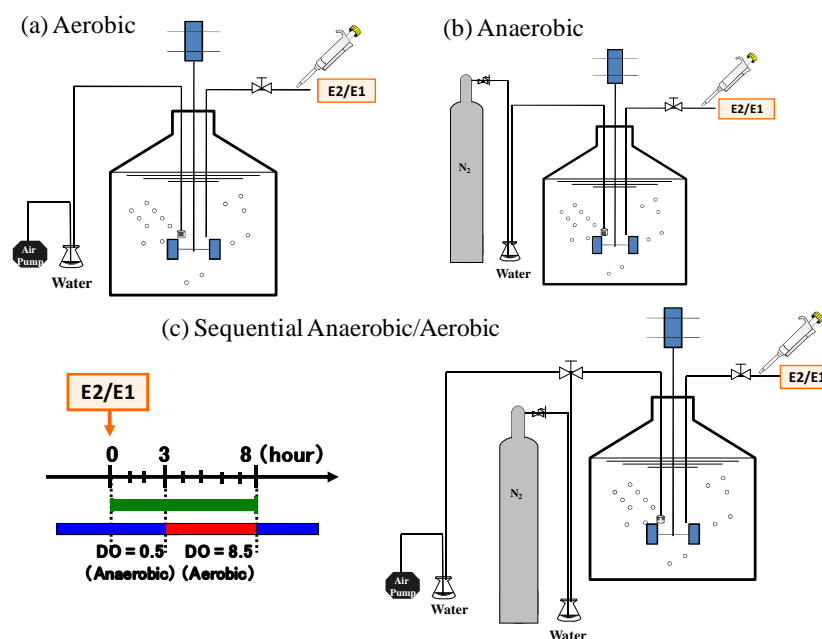 (a) Aerobic
E2/E1
Air
Pump
Water
(b) Anaerobic
E2/E1
N2
Water
(c) Sequential Anaerobic/Aerobic
E2/E1
0 3 8 (hour)
DO = 0.5 DO = 8.5
(Anaerobic) (Aerobic)
E2/E1
N2
Air
Pump
Water
Water